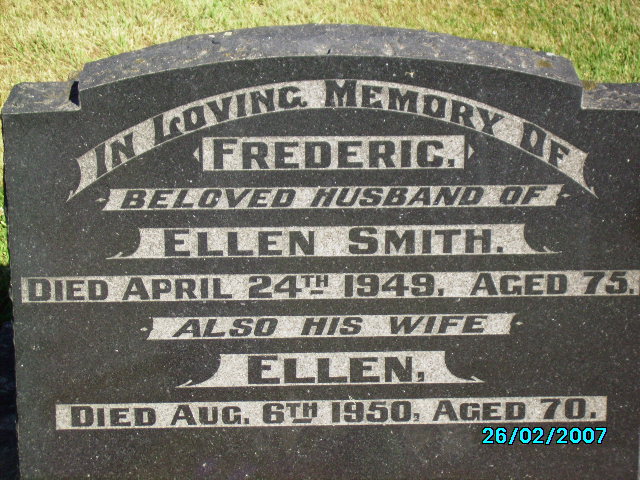 IN LOVING MEMORY OF
FREDERIC.
BELOVED HUSBAND OF
ELLEN SMITH.
DIED APRIL 24TH 1949, AGED 75.
ALSO HIS WIFE
ELLEN,
DIED AUG. 6TH 1950, AGED 70.
26/02/2007